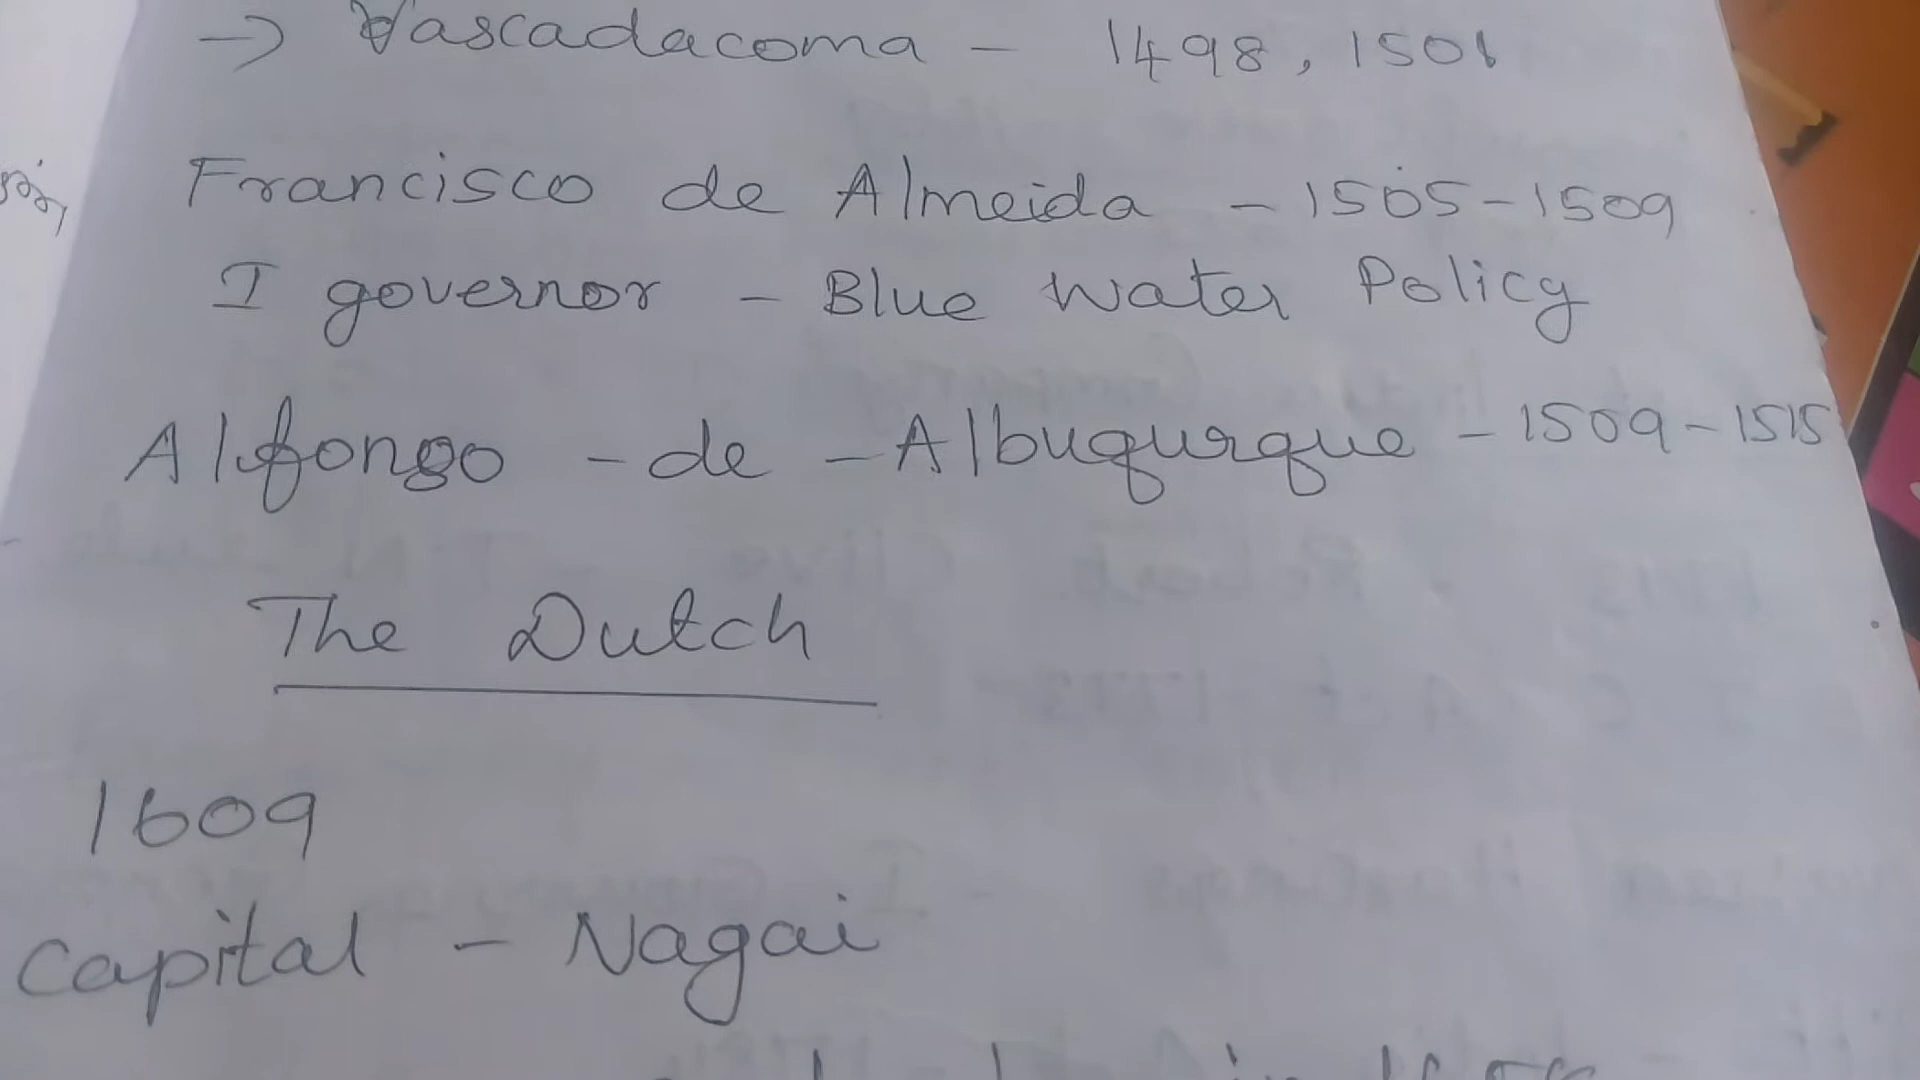 → Vascadacoma - 1498, 1501
Francisco de Almeida - 1505-1509
I governor - Blue water Policy
Alfongo - de - Albuqurque - 1509-1515
The Dutch
1609
Capital - Nagai